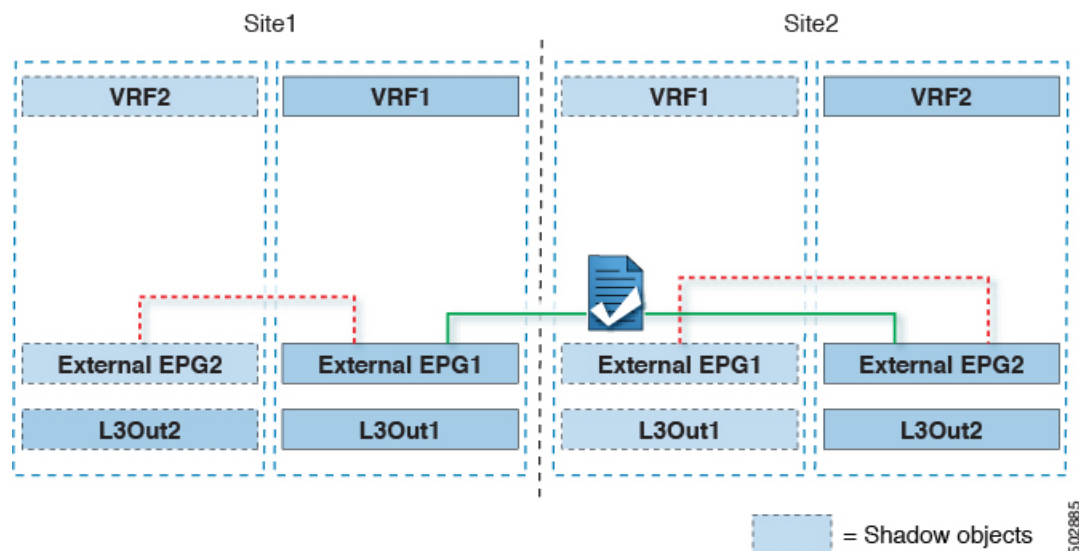 Site1
Site2
VRF2
VRF1
VRF1
VRF2
External EPG2
External EPG1
External EPG1
External EPG2
L3Out2
L3Out1
L3Out1
L3Out2
= Shadow objects
502885